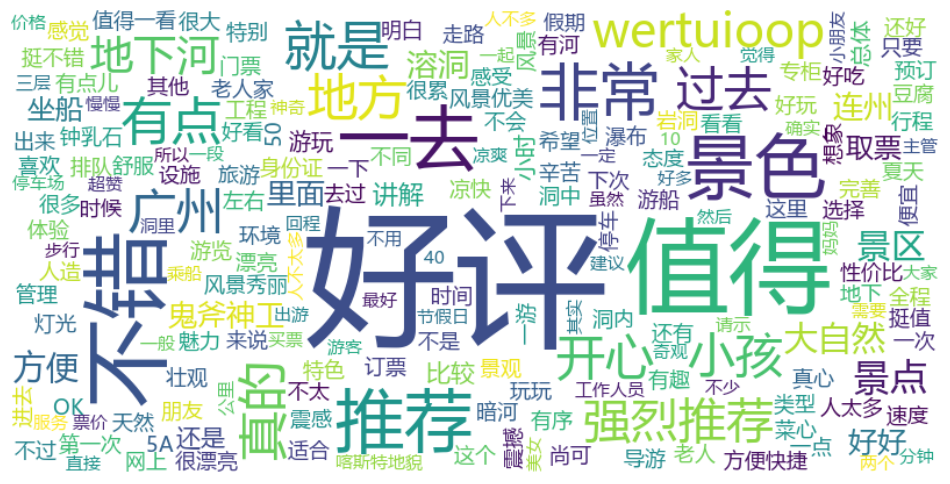 价格
感觉
值得一看
很大
特别
就是
明白
走路
人不多
风景
家人
觉得
小朋友
总体
还好
只要
wertuioop
挺不错
地下河
门票
溶洞
一起
有河
假期
三层
有点儿
其他
老人家
地方
感受
很累
风景优美
非常
过去
专柜
好吃
预订
豆腐
坐船
慢慢
有点
工程
神奇
50
一去
不会
希望
位置
瀑布
岩洞
看看
好玩
连州
行程
出来
钟乳石
好看
游玩
小时
10
确实
想象
取票
主管
喜欢
排队
舒服
所以
一段
身份证
一下
不同
凉爽
辛苦
一定
态度
景色
夏天
停车场
超赞
设施
旅游
里面
去过
讲解
凉快
下来
洞中
虽然
下次
好多
游船
完善
便宜
很多
时候
广州
左右
好评
停车
这里
选择
体验
洞里
不错
回程
然后
值得
妈妈
景区
步行
环境
游览
漂亮
人不太多
不用
40
建议
性价比
大家
人造
乘船
风景秀丽
最好
时间
一游
洞内
地下
全程
管理
鬼斧神工
出游
节假日
其实
还有
请示
需要
灯光
一般
魅力
来说
买票
游客
不是
开心
小孩
奇观
大自然
挺值
一次
方便
壮观
真的
特色
订票
比较
景观
有趣
不少
真心
景点
进去
OK
朋友
公里
不太
推荐
玩玩
工作人员
类型
人太多
速度
服务
票价
天然
震感
暗河
有序
强烈推荐
菜心
一点
好好
不过
第一次
5A
还是
适合
这个
震撼
美女
尚可
老人
直接
网上
很漂亮
喀斯特地貌
导游
方便快捷
两个
分钟